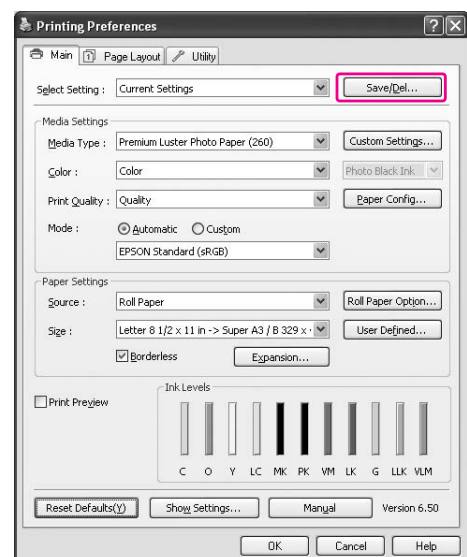 Printing Preferences
Main Page Layout Utility
Select Setting : Current Settings Save/Del...
Media Settings
Media Type : Premium Luster Photo Paper (260) Custom Settings...
Color : Color Photo Black Ink
Print Quality : Quality Paper Config...
Mode : Automatic Custom
EPSON Standard (sRGB)
Paper Settings
Source : Roll Paper Roll Paper Option...
Size : Letter 8 1/2 x 11 in -> Super A3 / B 329 x User Defined...
Borderless Expansion...
Print Preview
Ink Levels
C O Y LC MK PK VM LK G LLK VLM
Reset Defaults(Y) Show Settings... Manual Version 6.50
OK Cancel Help